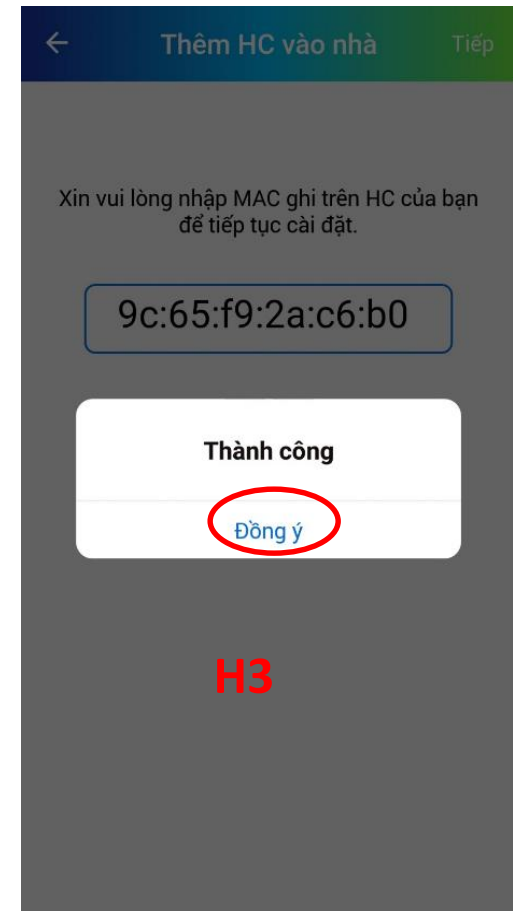 Thêm HC vào nhà Tiếp
Xin vui lòng nhập MAC ghi trên HC của bạn
để tiếp tục cài đặt.
9c:65:f9:2a:c6:b0
Thành công
Đồng ý
H3